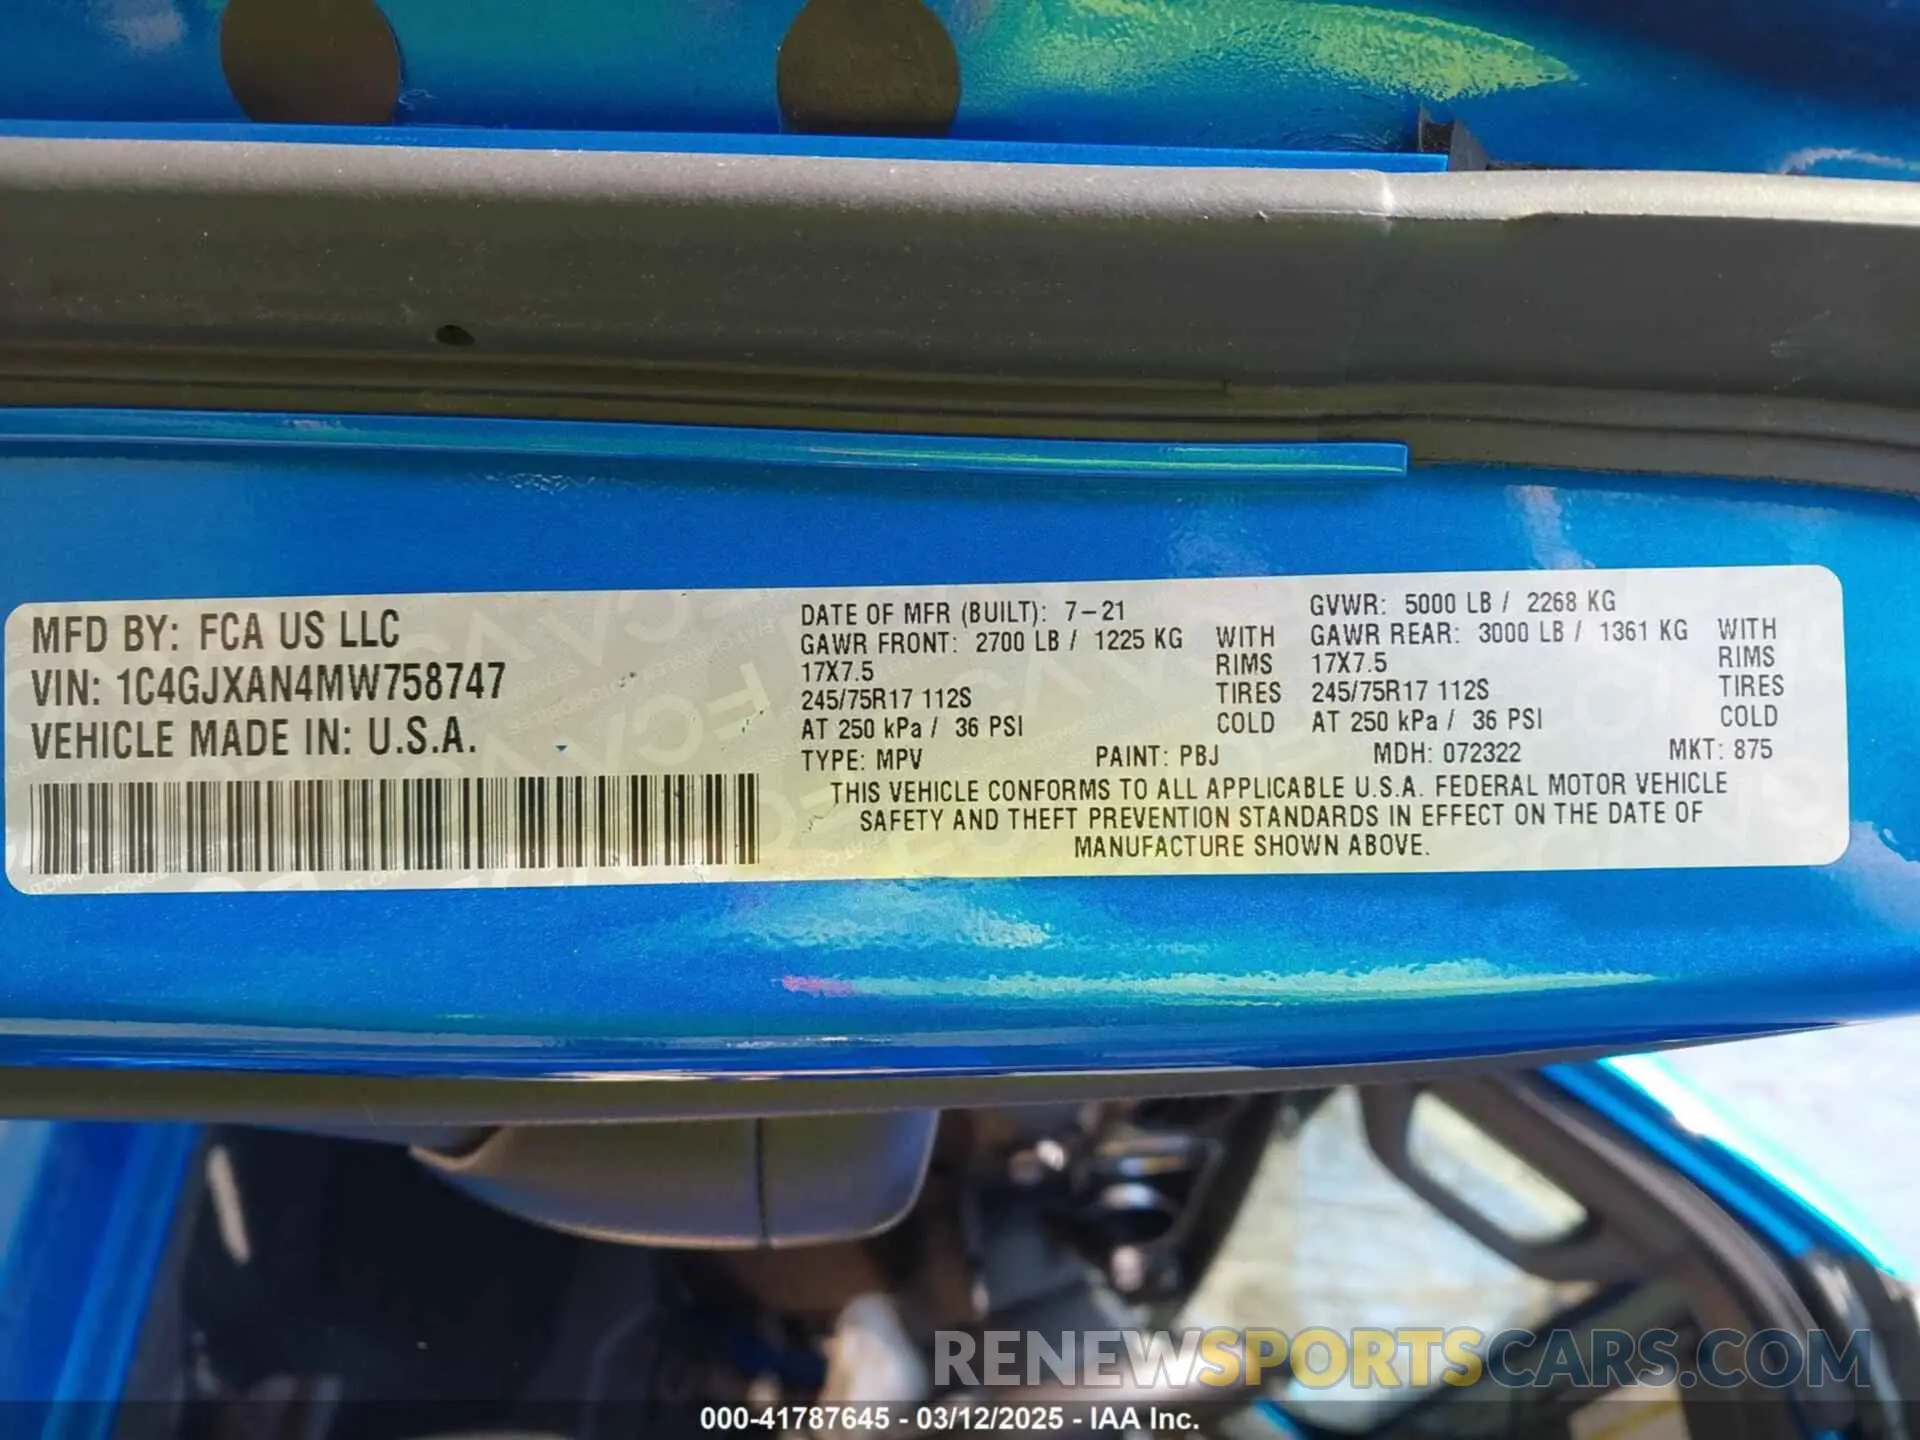 MFD BY: FCA US LLC
VIN: 1C4GJXAN4MW758747
VEHICLE MADE IN: U.S.A.
DATE OF MFR (BUILT): 7-21
GVWR: 5000 LB / 2268 KG
GAWR FRONT: 2700 LB / 1225 KG WITH
17X7.5 RIMS
245/75R17 112S TIRES
AT 250 kPa / 36 PSI COLD
GAWR REAR: 3000 LB / 1361 KG WITH
17X7.5 RIMS
245/75R17 112S TIRES
AT 250 kPa / 36 PSI COLD
TYPE: MPV PAINT: PBJ MDH: 072322 MKT: 875
THIS VEHICLE CONFORMS TO ALL APPLICABLE U.S.A. FEDERAL MOTOR VEHICLE
SAFETY AND THEFT PREVENTION STANDARDS IN EFFECT ON THE DATE OF
MANUFACTURE SHOWN ABOVE.
RENEWSPORTSCARS.COM
000-41787645 - 03/12/2025 - IAA Inc.